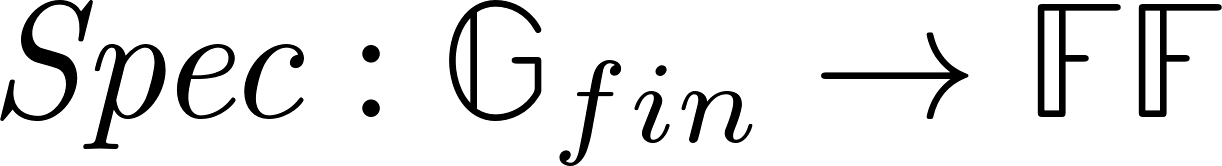 Spec : 𝔾_{fin} → 𝔽𝔽